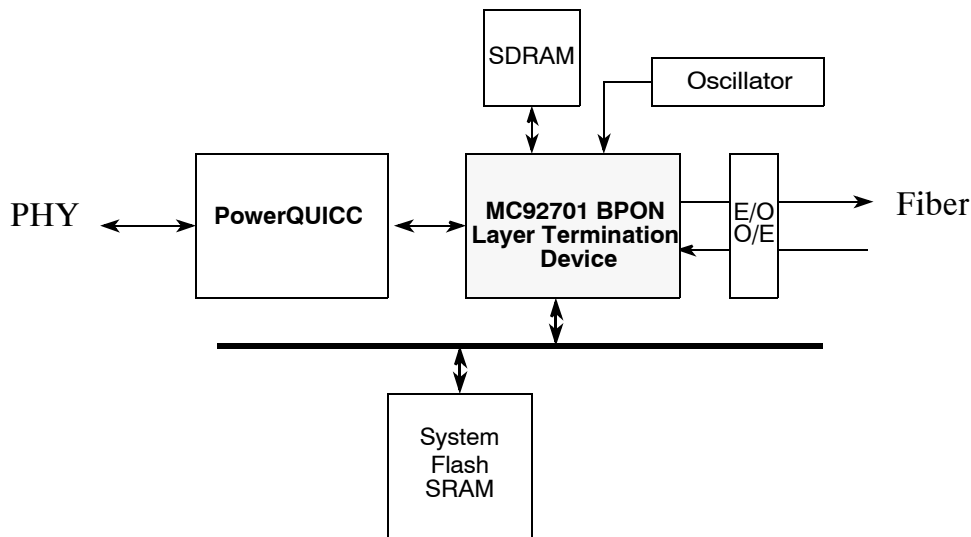 SDRAM
Oscillator
PHY
PowerQUICC
MC92701 BPON
Layer Termination
Device
E/O
O/E
Fiber
System
Flash
SRAM